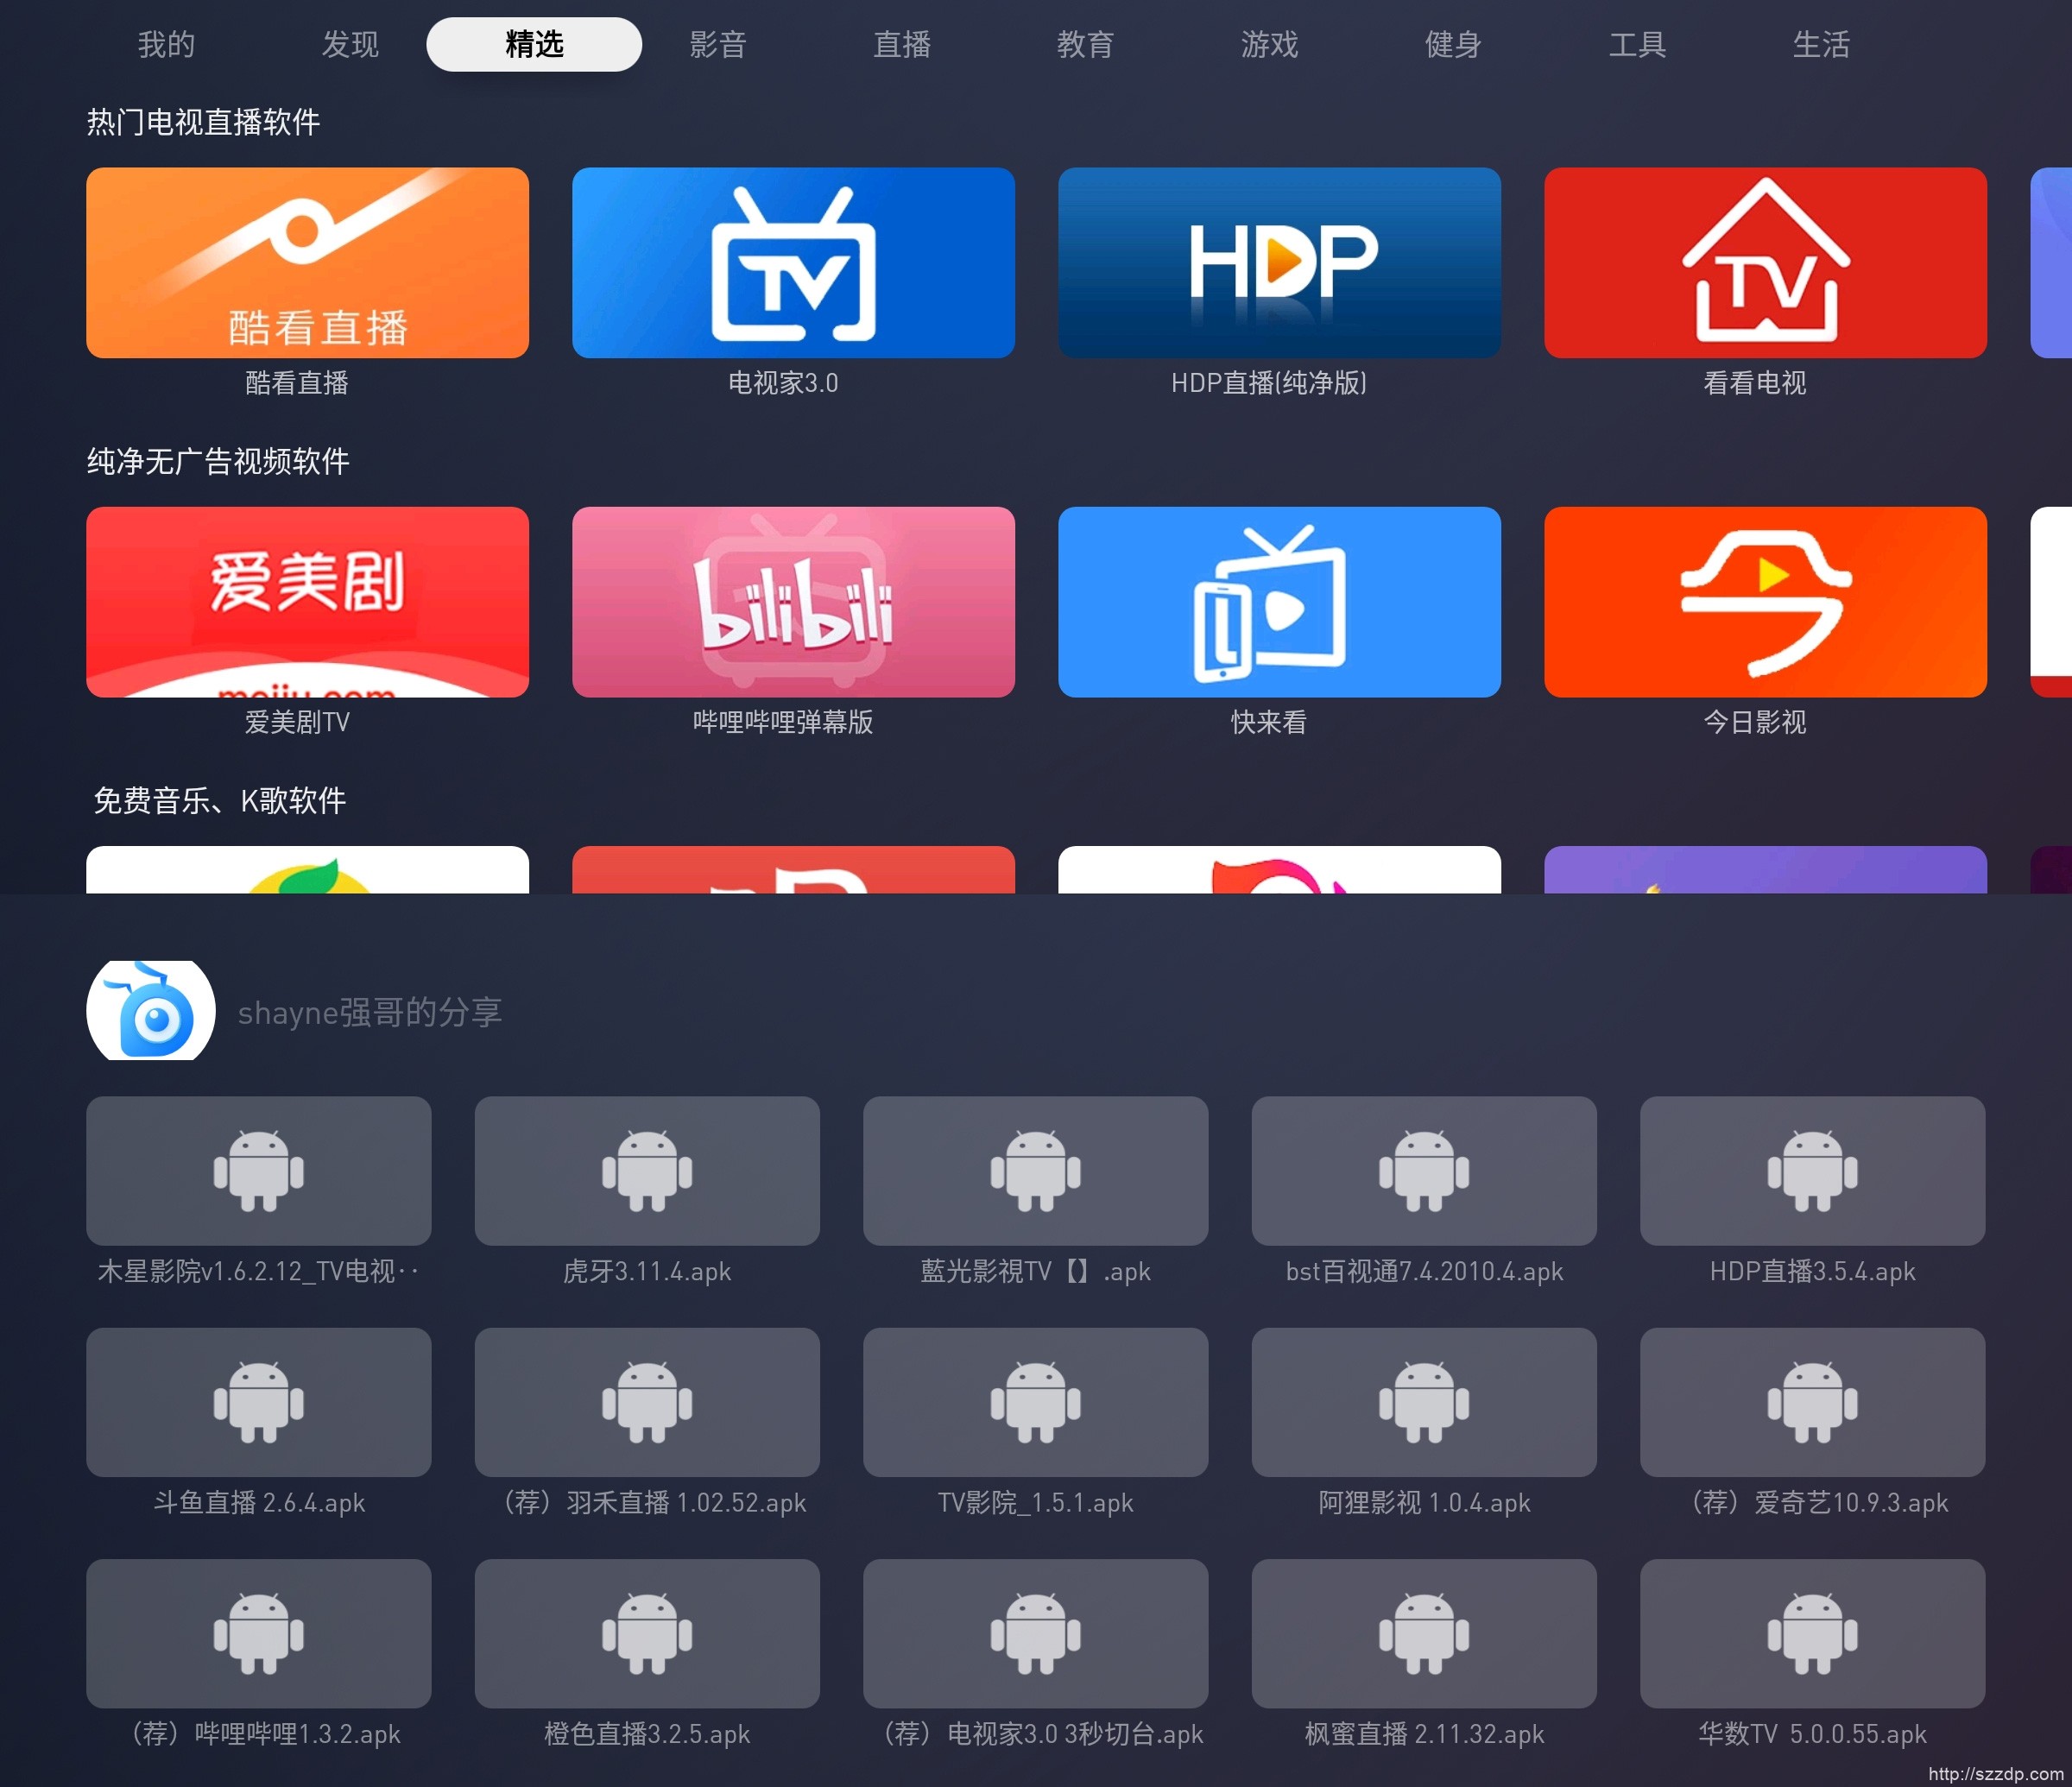 我的 发现 精选 影音 直播 教育 游戏 健身 工具 生活
热门电视直播软件
酷看直播
TV
HDP
TV
酷看直播 电视家3.0 HDP直播(纯净版) 看看电视
纯净无广告视频软件
爱美剧
bilibili
今
爱美剧TV 哔哩哔哩弹幕版 快来看 今日影视
免费音乐、K歌软件
shayne强哥的分享
木星影院v1.6.2.12_TV电视·· 虎牙3.11.4.apk 藍光影視TV【】.apk bst百视通7.4.2010.4.apk HDP直播3.5.4.apk
斗鱼直播 2.6.4.apk （荐）羽禾直播 1.02.52.apk TV影院_1.5.1.apk 阿狸影视 1.0.4.apk （荐）爱奇艺10.9.3.apk
（荐）哔哩哔哩1.3.2.apk 橙色直播3.2.5.apk （荐）电视家3.0 3秒切台.apk 枫蜜直播 2.11.32.apk 华数TV 5.0.0.55.apk
http://szzdp.com